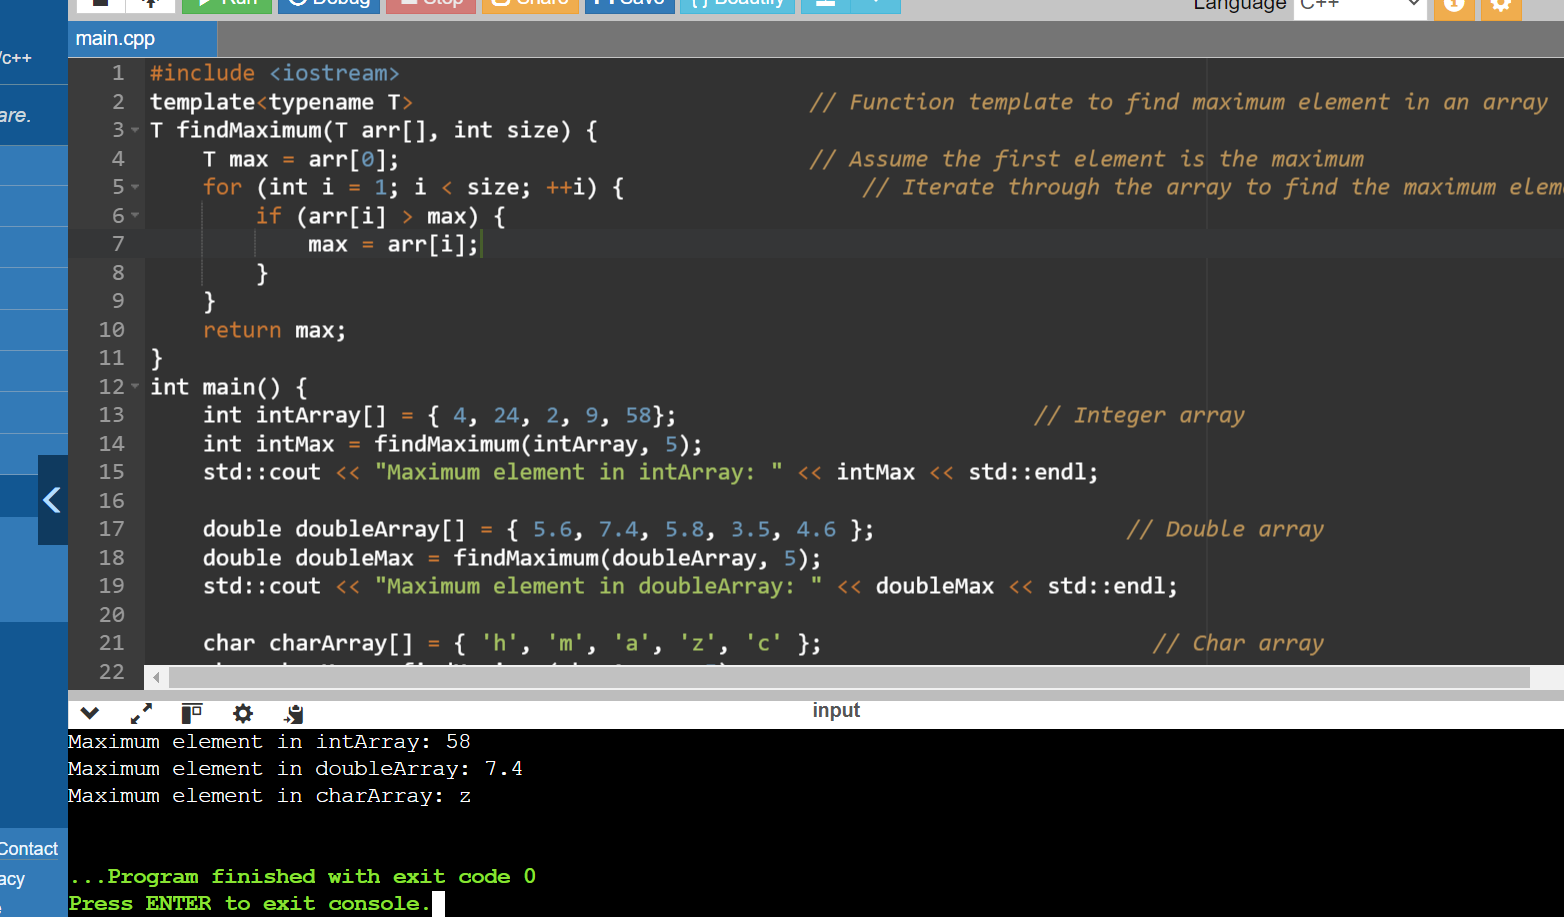 Run Debug Stop Share Save { } Beautify
Language C++
main.cpp
/c++
are.
1 #include <iostream>
2 template<typename T> // Function template to find maximum element in an array
3 T findMaximum(T arr[], int size) {
4 T max = arr[0]; // Assume the first element is the maximum
5 for (int i = 1; i < size; ++i) { // Iterate through the array to find the maximum elem
6 if (arr[i] > max) {
7 max = arr[i];
8 }
9 }
10 return max;
11 }
12 int main() {
13 int intArray[] = { 4, 24, 2, 9, 58}; // Integer array
14 int intMax = findMaximum(intArray, 5);
15 std::cout << "Maximum element in intArray: " << intMax << std::endl;
16
17 double doubleArray[] = { 5.6, 7.4, 5.8, 3.5, 4.6 }; // Double array
18 double doubleMax = findMaximum(doubleArray, 5);
19 std::cout << "Maximum element in doubleArray: " << doubleMax << std::endl;
20
21 char charArray[] = { 'h', 'm', 'a', 'z', 'c' }; // Char array
22
input
Maximum element in intArray: 58
Maximum element in doubleArray: 7.4
Maximum element in charArray: z
...Program finished with exit code 0
Press ENTER to exit console.
Contact
acy